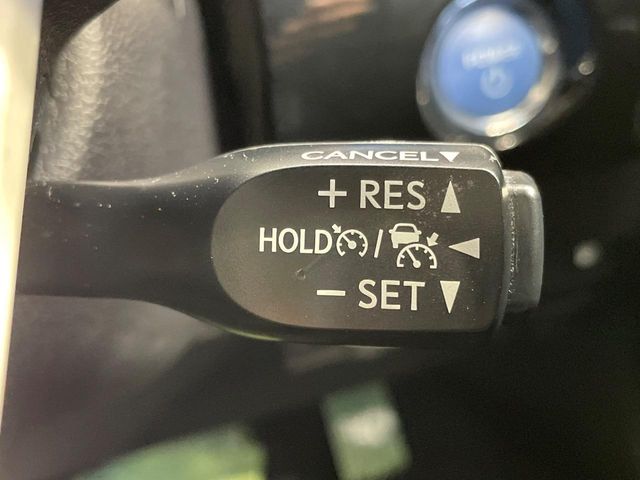 CANCEL▼
+ RES ▲
HOLD / ◀
− SET ▼